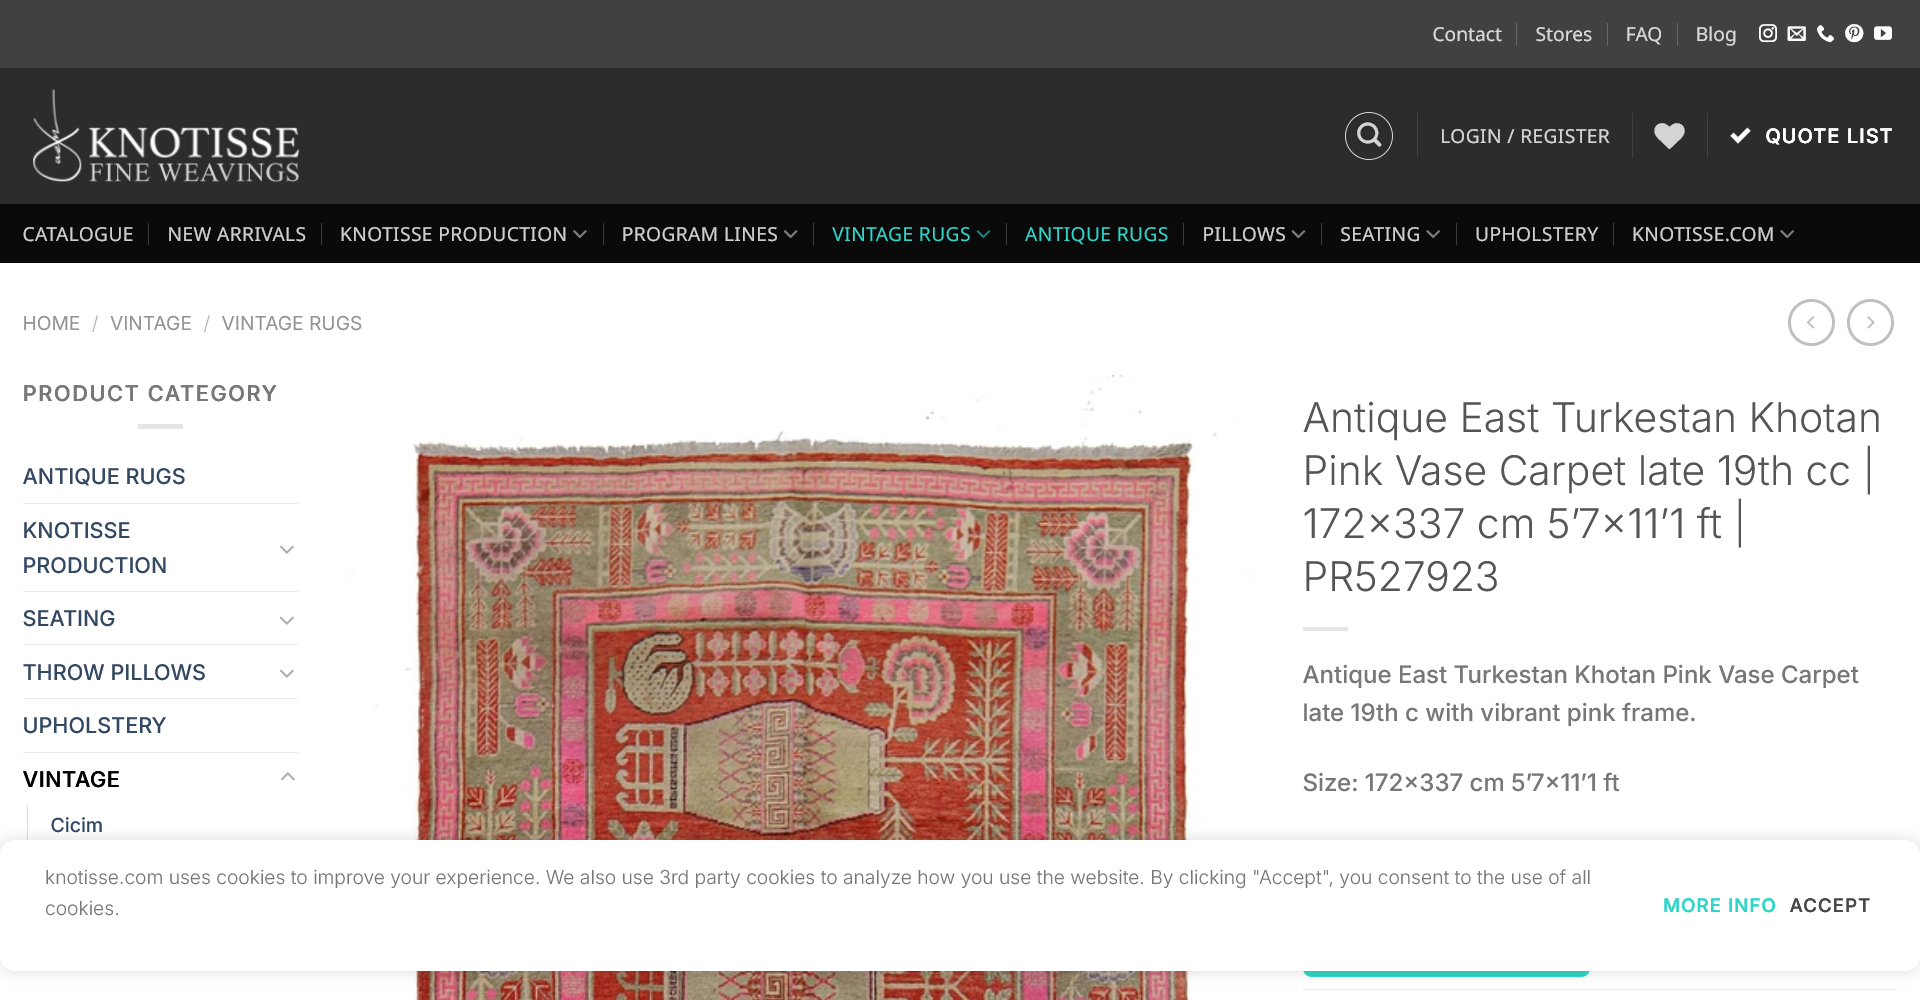 Contact
Stores
FAQ
Blog
KNOTISSE
FINE WEAVINGS
LOGIN / REGISTER
QUOTE LIST
CATALOGUE
NEW ARRIVALS
KNOTISSE PRODUCTION
PROGRAM LINES
VINTAGE RUGS
ANTIQUE RUGS
PILLOWS
SEATING
UPHOLSTERY
KNOTISSE.COM
HOME / VINTAGE / VINTAGE RUGS
PRODUCT CATEGORY
ANTIQUE RUGS
KNOTISSE
PRODUCTION
SEATING
THROW PILLOWS
UPHOLSTERY
VINTAGE
Cicim
Antique East Turkestan Khotan
Pink Vase Carpet late 19th cc |
172×337 cm 5′7×11′1 ft |
PR527923
Antique East Turkestan Khotan Pink Vase Carpet
late 19th c with vibrant pink frame.
Size: 172×337 cm 5′7×11′1 ft
knotisse.com uses cookies to improve your experience. We also use 3rd party cookies to analyze how you use the website. By clicking "Accept", you consent to the use of all
cookies.
MORE INFO
ACCEPT